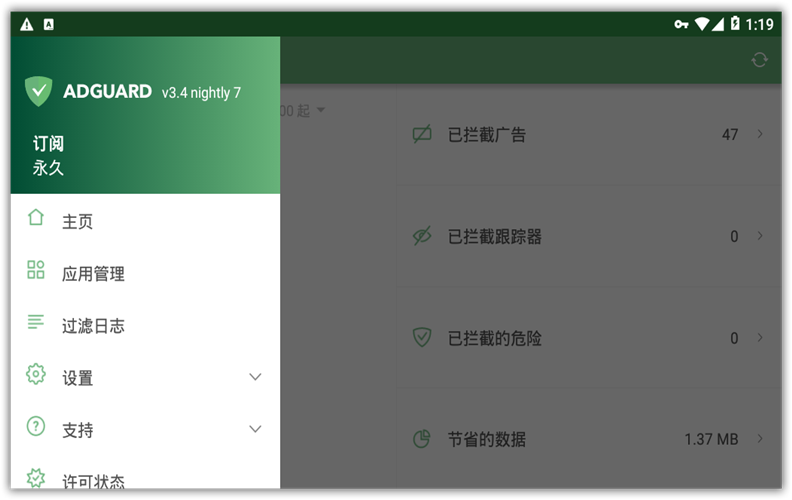 1:19
ADGUARD v3.4 nightly 7
订阅
永久
主页
应用管理
过滤日志
设置
支持
许可状态
00 起
已拦截广告 47
已拦截跟踪器 0
已拦截的危险 0
节省的数据 1.37 MB